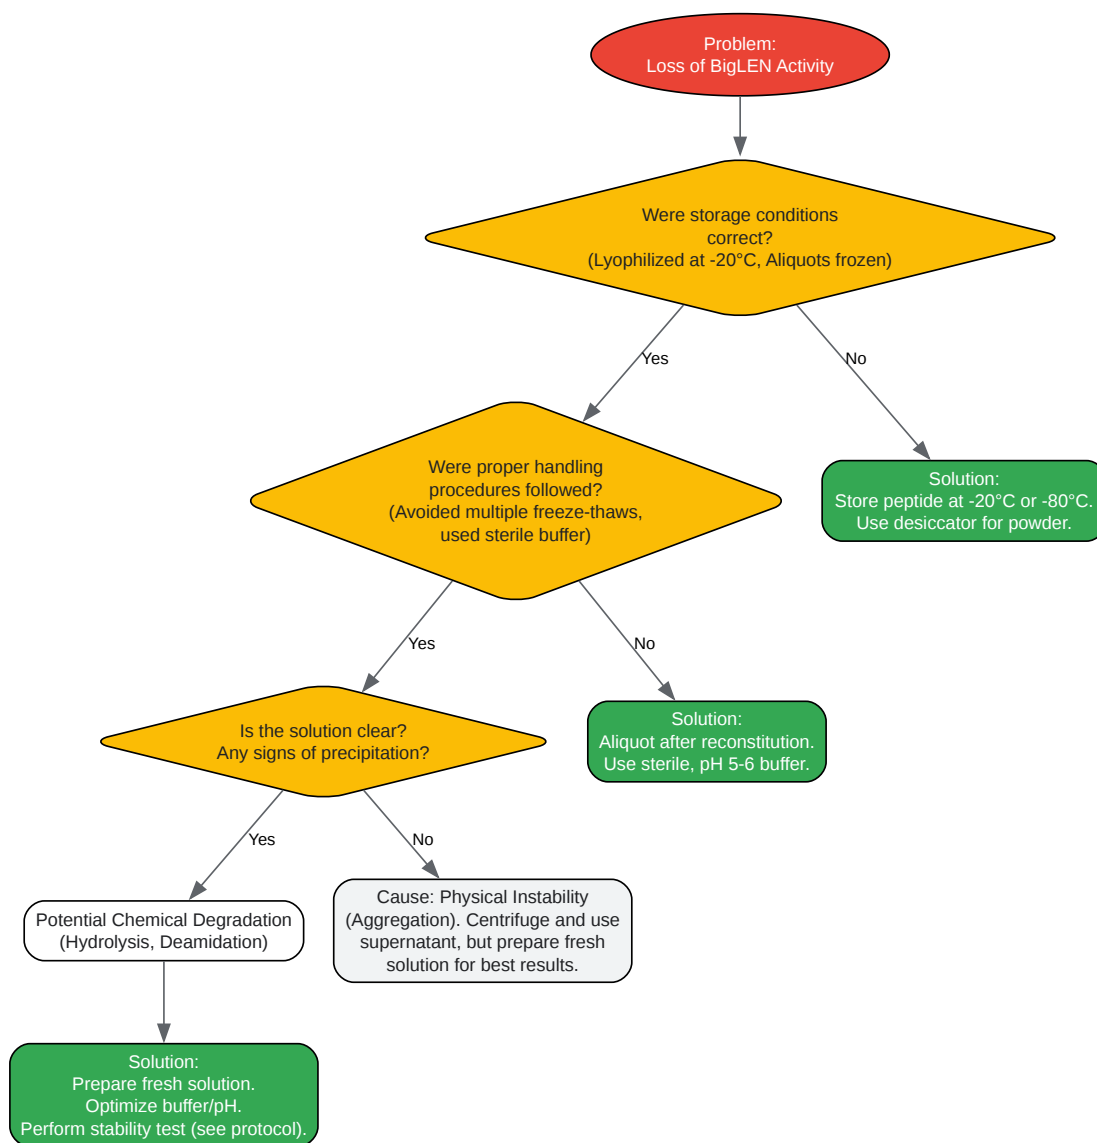 Problem:
Loss of BigLEN Activity
Were storage conditions
correct?
(Lyophilized at -20°C, Aliquots frozen)
Yes
No
Were proper handling
procedures followed?
(Avoided multiple freeze-thaws,
used sterile buffer)
Solution:
Store peptide at -20°C or -80°C.
Use desiccator for powder.
Yes
No
Is the solution clear?
Any signs of precipitation?
Solution:
Aliquot after reconstitution.
Use sterile, pH 5-6 buffer.
Yes
No
Potential Chemical Degradation
(Hydrolysis, Deamidation)
Cause: Physical Instability
(Aggregation). Centrifuge and use
supernatant, but prepare fresh
solution for best results.
Solution:
Prepare fresh solution.
Optimize buffer/pH.
Perform stability test (see protocol).